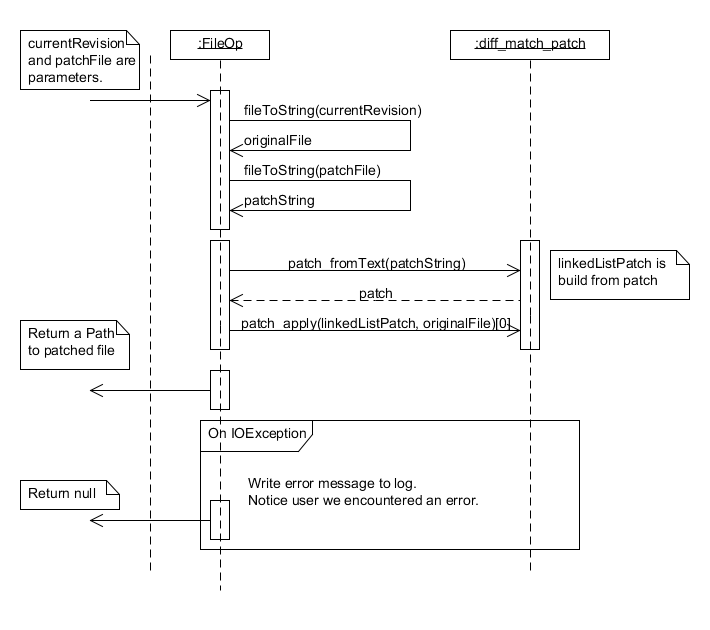 currentRevision
and patchFile are
parameters.
:FileOp
:diff_match_patch
fileToString(currentRevision)
originalFile
fileToString(patchFile)
patchString
patch_fromText(patchString)
linkedListPatch is
build from patch
patch
patch_apply(linkedListPatch, originalFile)[0]
Return a Path
to patched file
On IOException
Write error message to log.
Notice user we encountered an error.
Return null